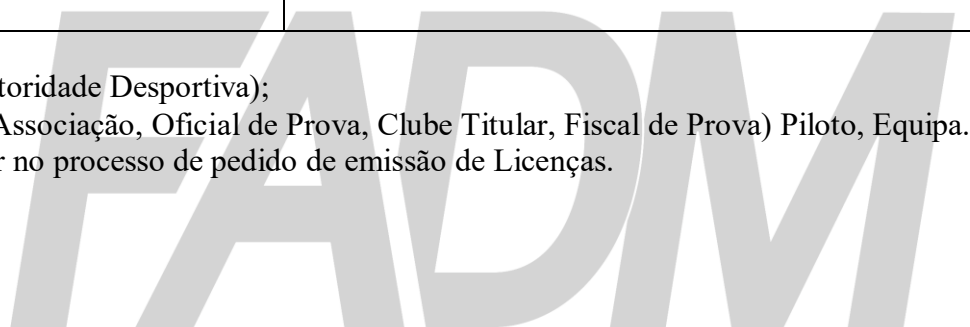 toridade Desportiva);
Associação, Oficial de Prova, Clube Titular, Fiscal de Prova) Piloto, Equipa.
r no processo de pedido de emissão de Licenças.
FADM